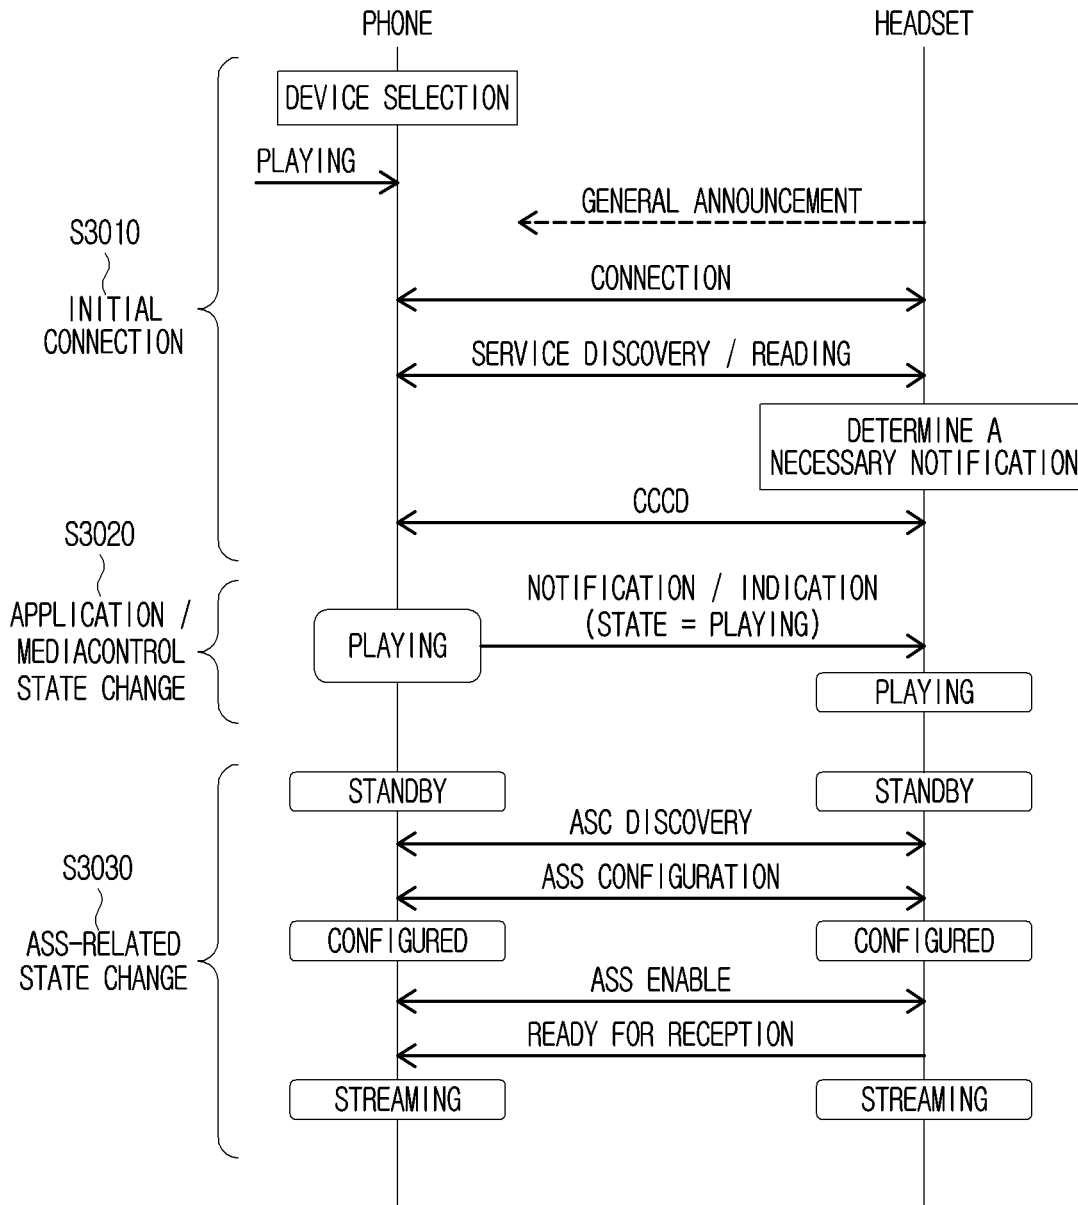 PHONE
HEADSET
DEVICE SELECTION
PLAYING
GENERAL ANNOUNCEMENT
S3010
CONNECTION
INITIAL
CONNECTION
SERVICE DISCOVERY / READING
DETERMINE A
NECESSARY NOTIFICATION
CCCD
S3020
NOTIFICATION / INDICATION
(STATE = PLAYING)
APPLICATION /
MEDIACONTROL
STATE CHANGE
PLAYING
PLAYING
STANDBY
STANDBY
ASC DISCOVERY
S3030
ASS CONFIGURATION
ASS-RELATED
STATE CHANGE
CONFIGURED
CONFIGURED
ASS ENABLE
READY FOR RECEPTION
STREAMING
STREAMING